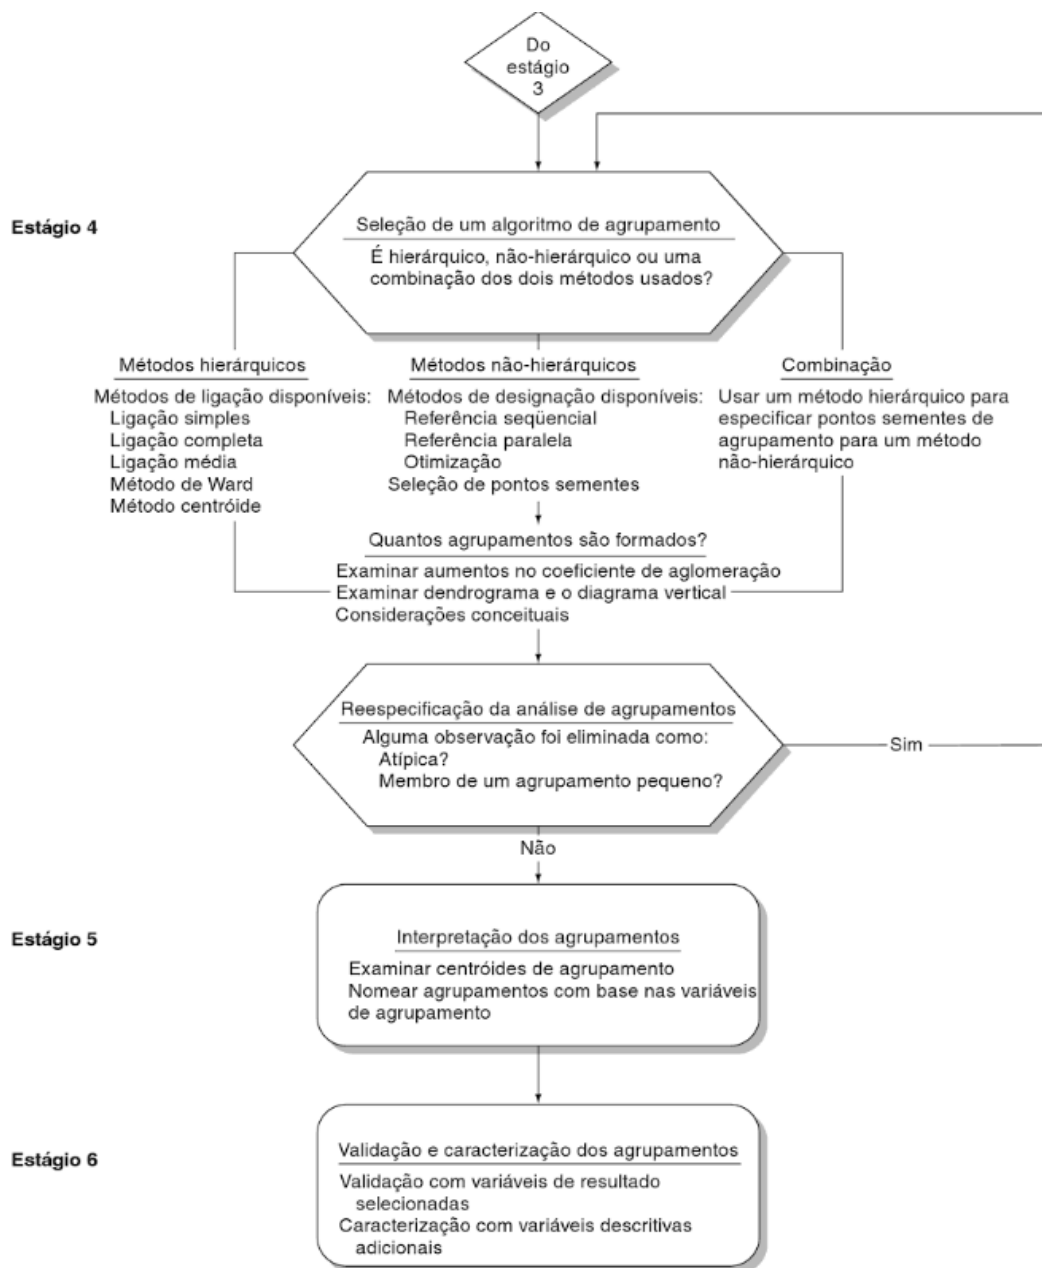 Do
estágio
3
Estágio 4
Seleção de um algoritmo de agrupamento
É hierárquico, não-hierárquico ou uma
combinação dos dois métodos usados?
Métodos hierárquicos
Métodos de ligação disponíveis:
Ligação simples
Ligação completa
Ligação média
Método de Ward
Método centróide
Métodos não-hierárquicos
Métodos de designação disponíveis:
Referência seqüencial
Referência paralela
Otimização
Seleção de pontos sementes
Combinação
Usar um método hierárquico para
especificar pontos sementes de
agrupamento para um método
não-hierárquico
Quantos agrupamentos são formados?
Examinar aumentos no coeficiente de aglomeração
Examinar dendrograma e o diagrama vertical
Considerações conceituais
Reespecificação da análise de agrupamentos
Alguma observação foi eliminada como:
Atípica?
Membro de um agrupamento pequeno?
Sim
Não
Estágio 5
Interpretação dos agrupamentos
Examinar centróides de agrupamento
Nomear agrupamentos com base nas variáveis
de agrupamento
Estágio 6
Validação e caracterização dos agrupamentos
Validação com variáveis de resultado
selecionadas
Caracterização com variáveis descritivas
adicionais